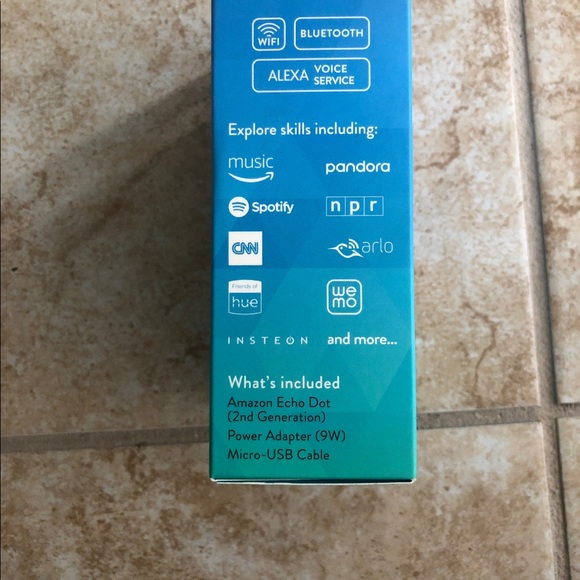 WIFI BLUETOOTH
ALEXA VOICE SERVICE
Explore skills including:
music pandora
Spotify npr
CNN arlo
Friends of
hue
we
mo
INSTEON and more...
What's included
Amazon Echo Dot
(2nd Generation)
Power Adapter (9W)
Micro-USB Cable